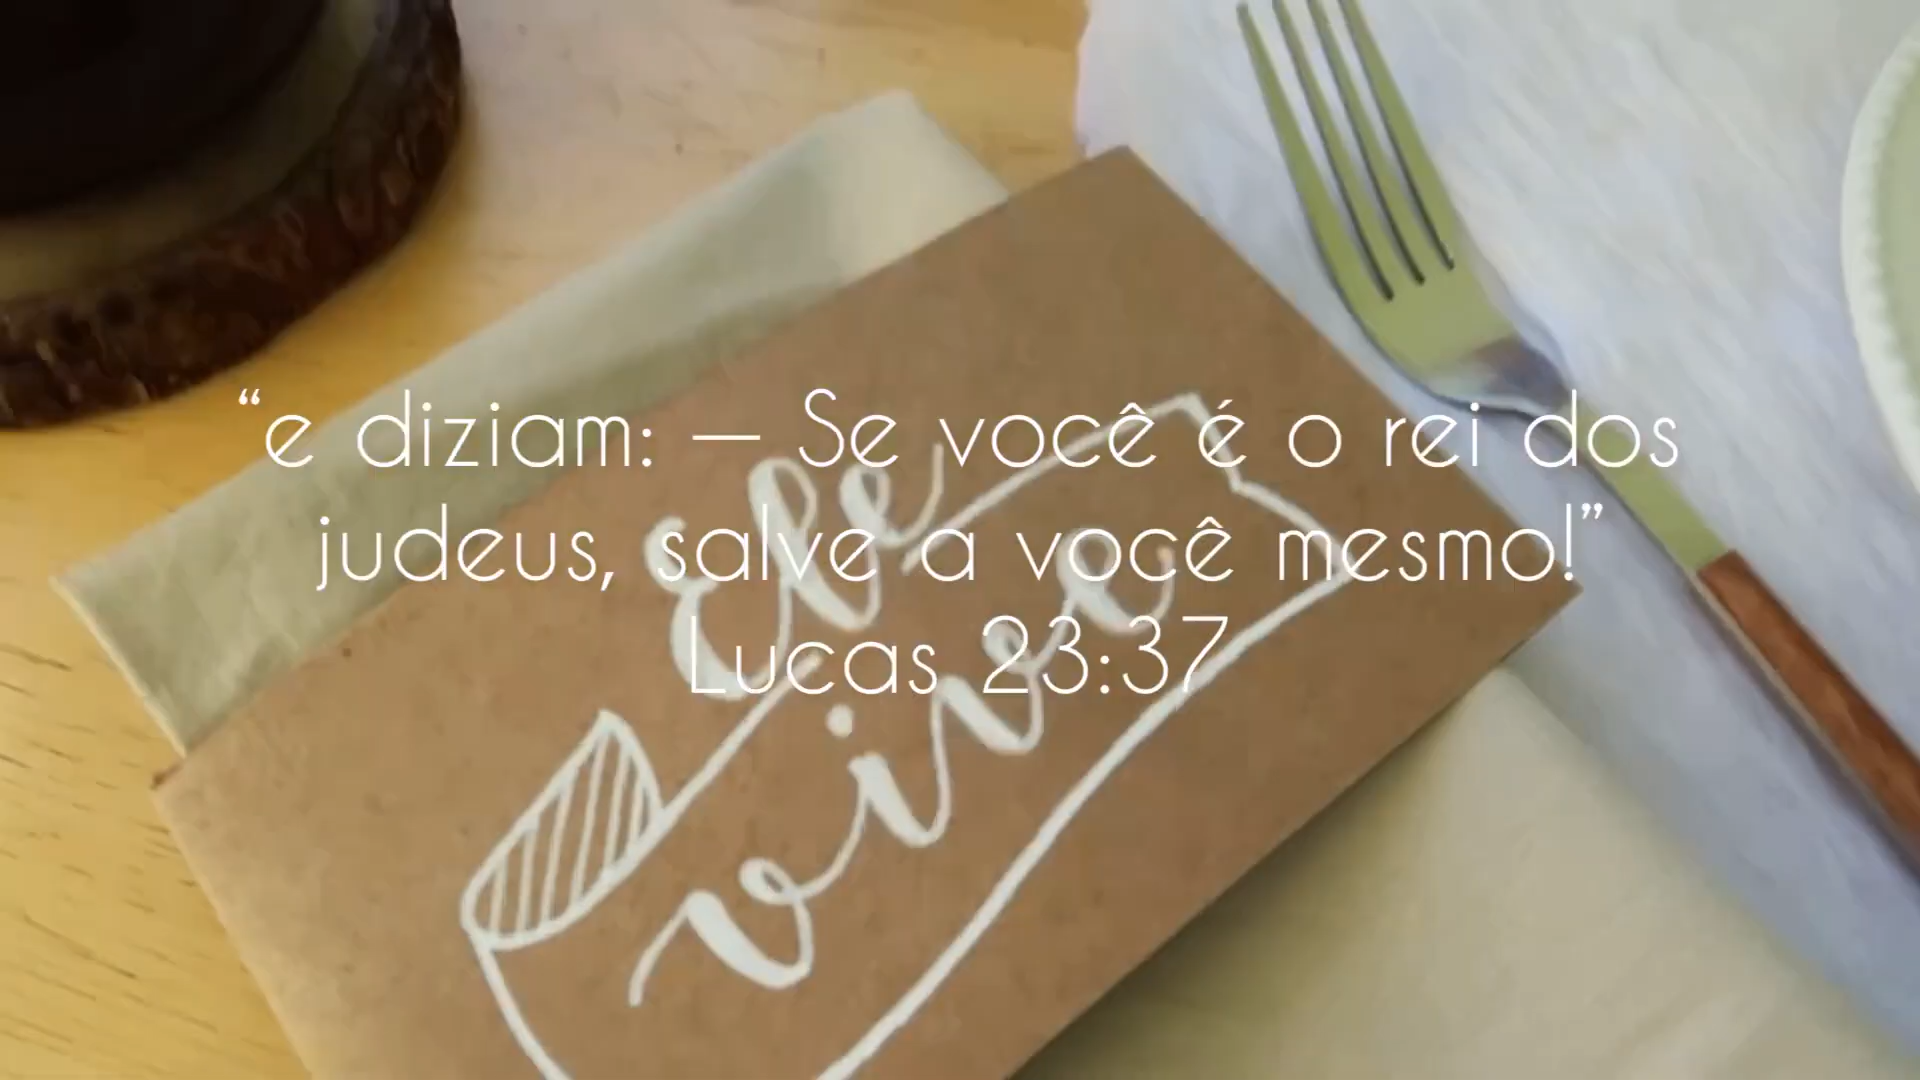 “e diziam: — Se você é o rei dos
judeus, salve a você mesmo!”
Lucas 23:37
Ele
vive